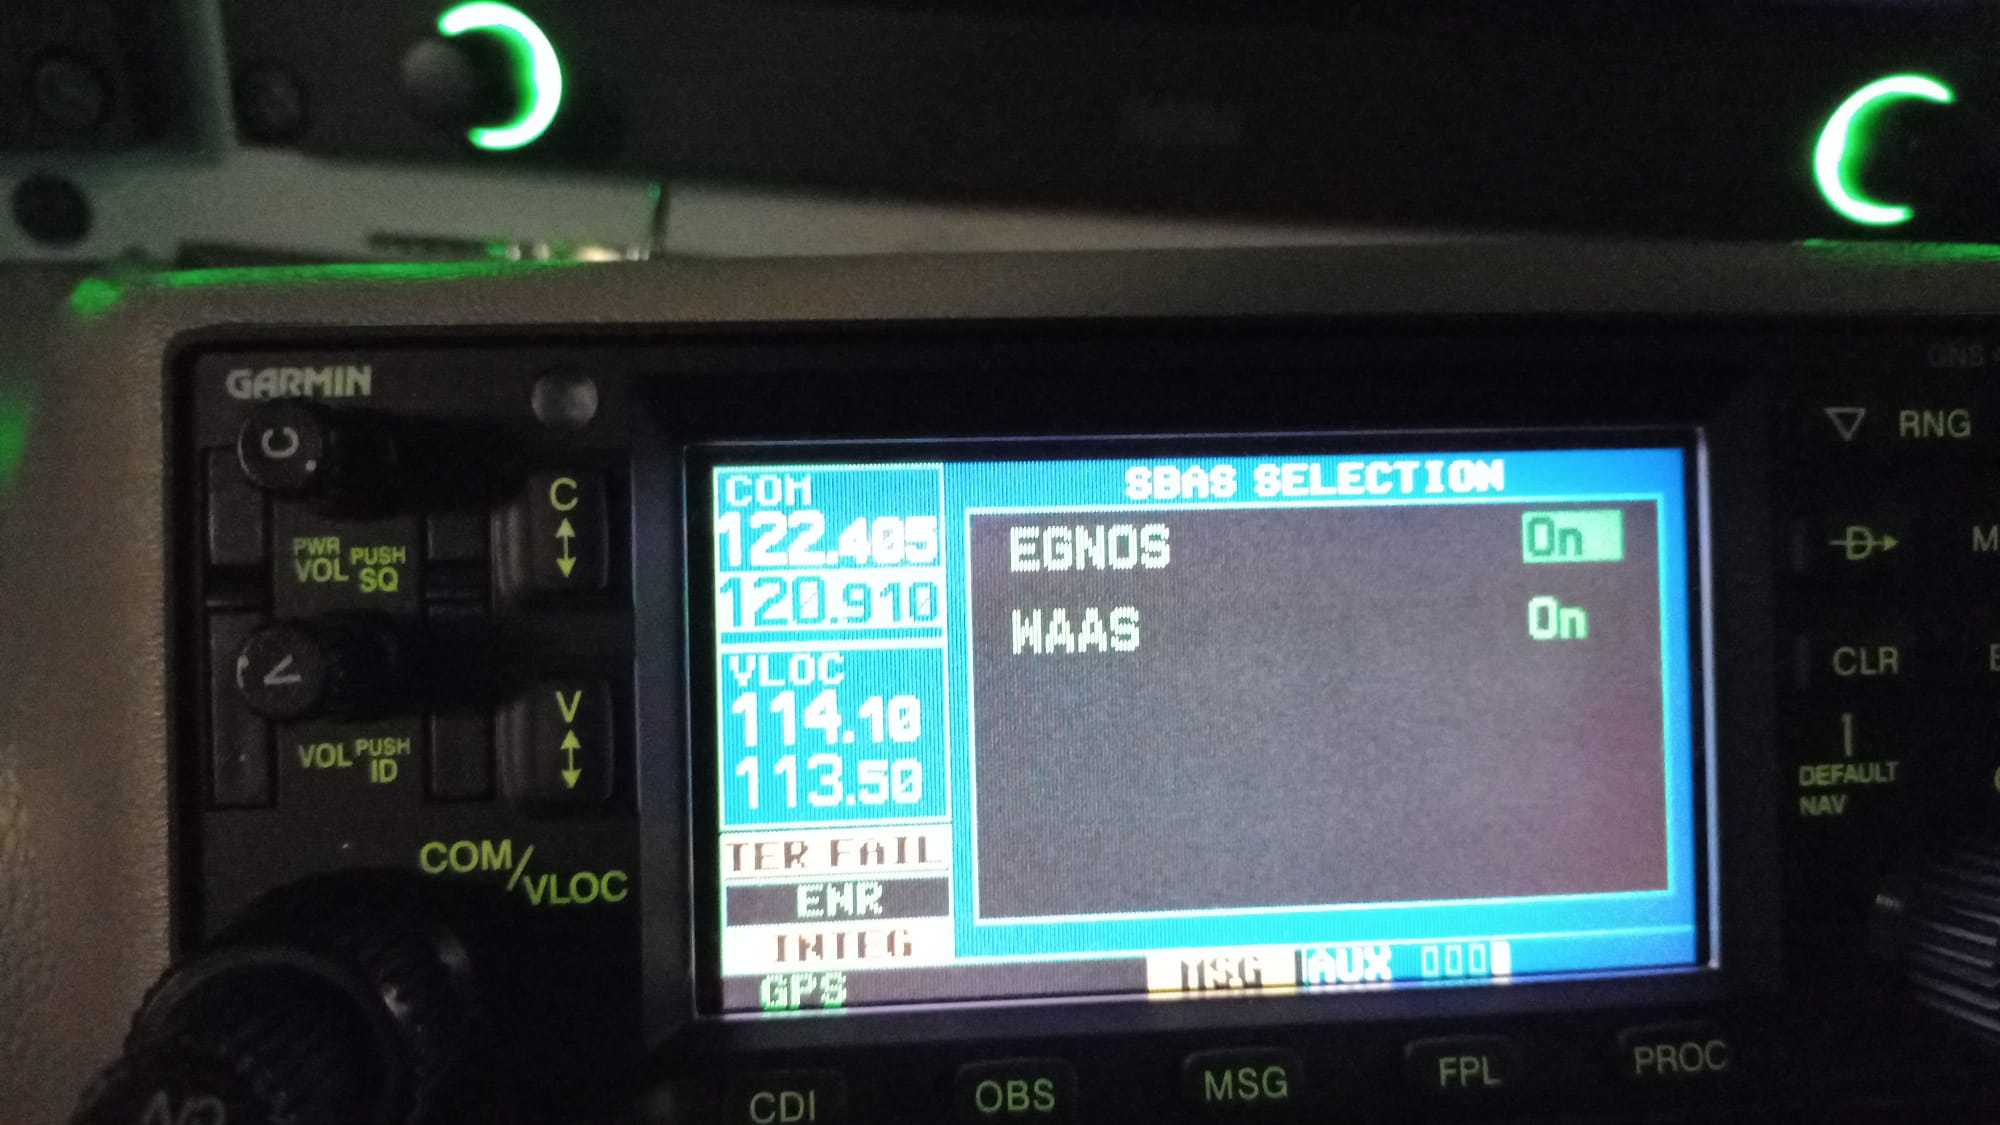 GARMIN
PWR
VOL
PUSH
SQ
C
VOL
PUSH
ID
V
COM/VLOC
COM
122.405
120.910
VLOC
114.10
113.50
TER FAIL
ENR
INTEG
GPS
SBAS SELECTION
EGNOS On
WAAS On
MSG AUX
GNS
RNG
D
CLR
DEFAULT
NAV
CDI
OBS
MSG
FPL
PROC